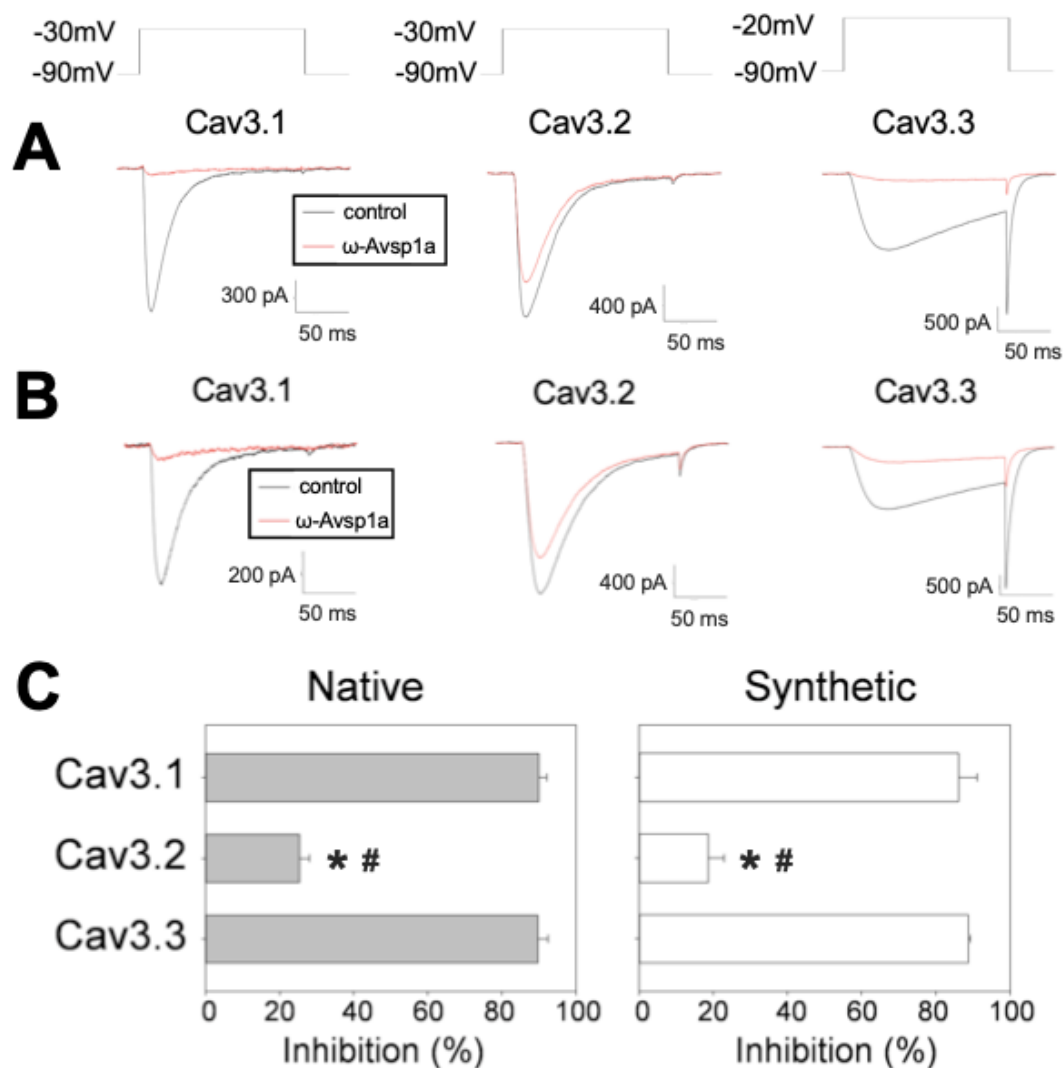 -30mV -30mV -20mV
-90mV -90mV -90mV
A Cav3.1 Cav3.2 Cav3.3
control
ω-Avsp1a
300 pA 400 pA 500 pA
50 ms 50 ms 50 ms
B Cav3.1 Cav3.2 Cav3.3
control
ω-Avsp1a
200 pA 400 pA 500 pA
50 ms 50 ms 50 ms
C Native Synthetic
Cav3.1
Cav3.2 * # * #
Cav3.3
0 20 40 60 80 100 0 20 40 60 80 100
Inhibition (%) Inhibition (%)